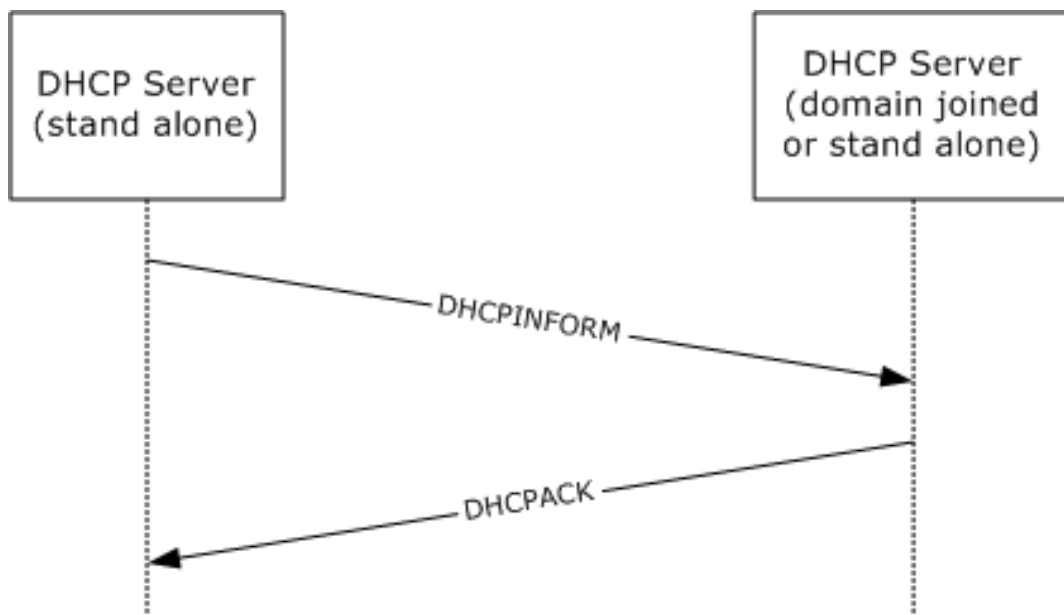 DHCP Server
(stand alone)
DHCP Server
(domain joined
or stand alone)
DHCPINFORM
DHCPACK